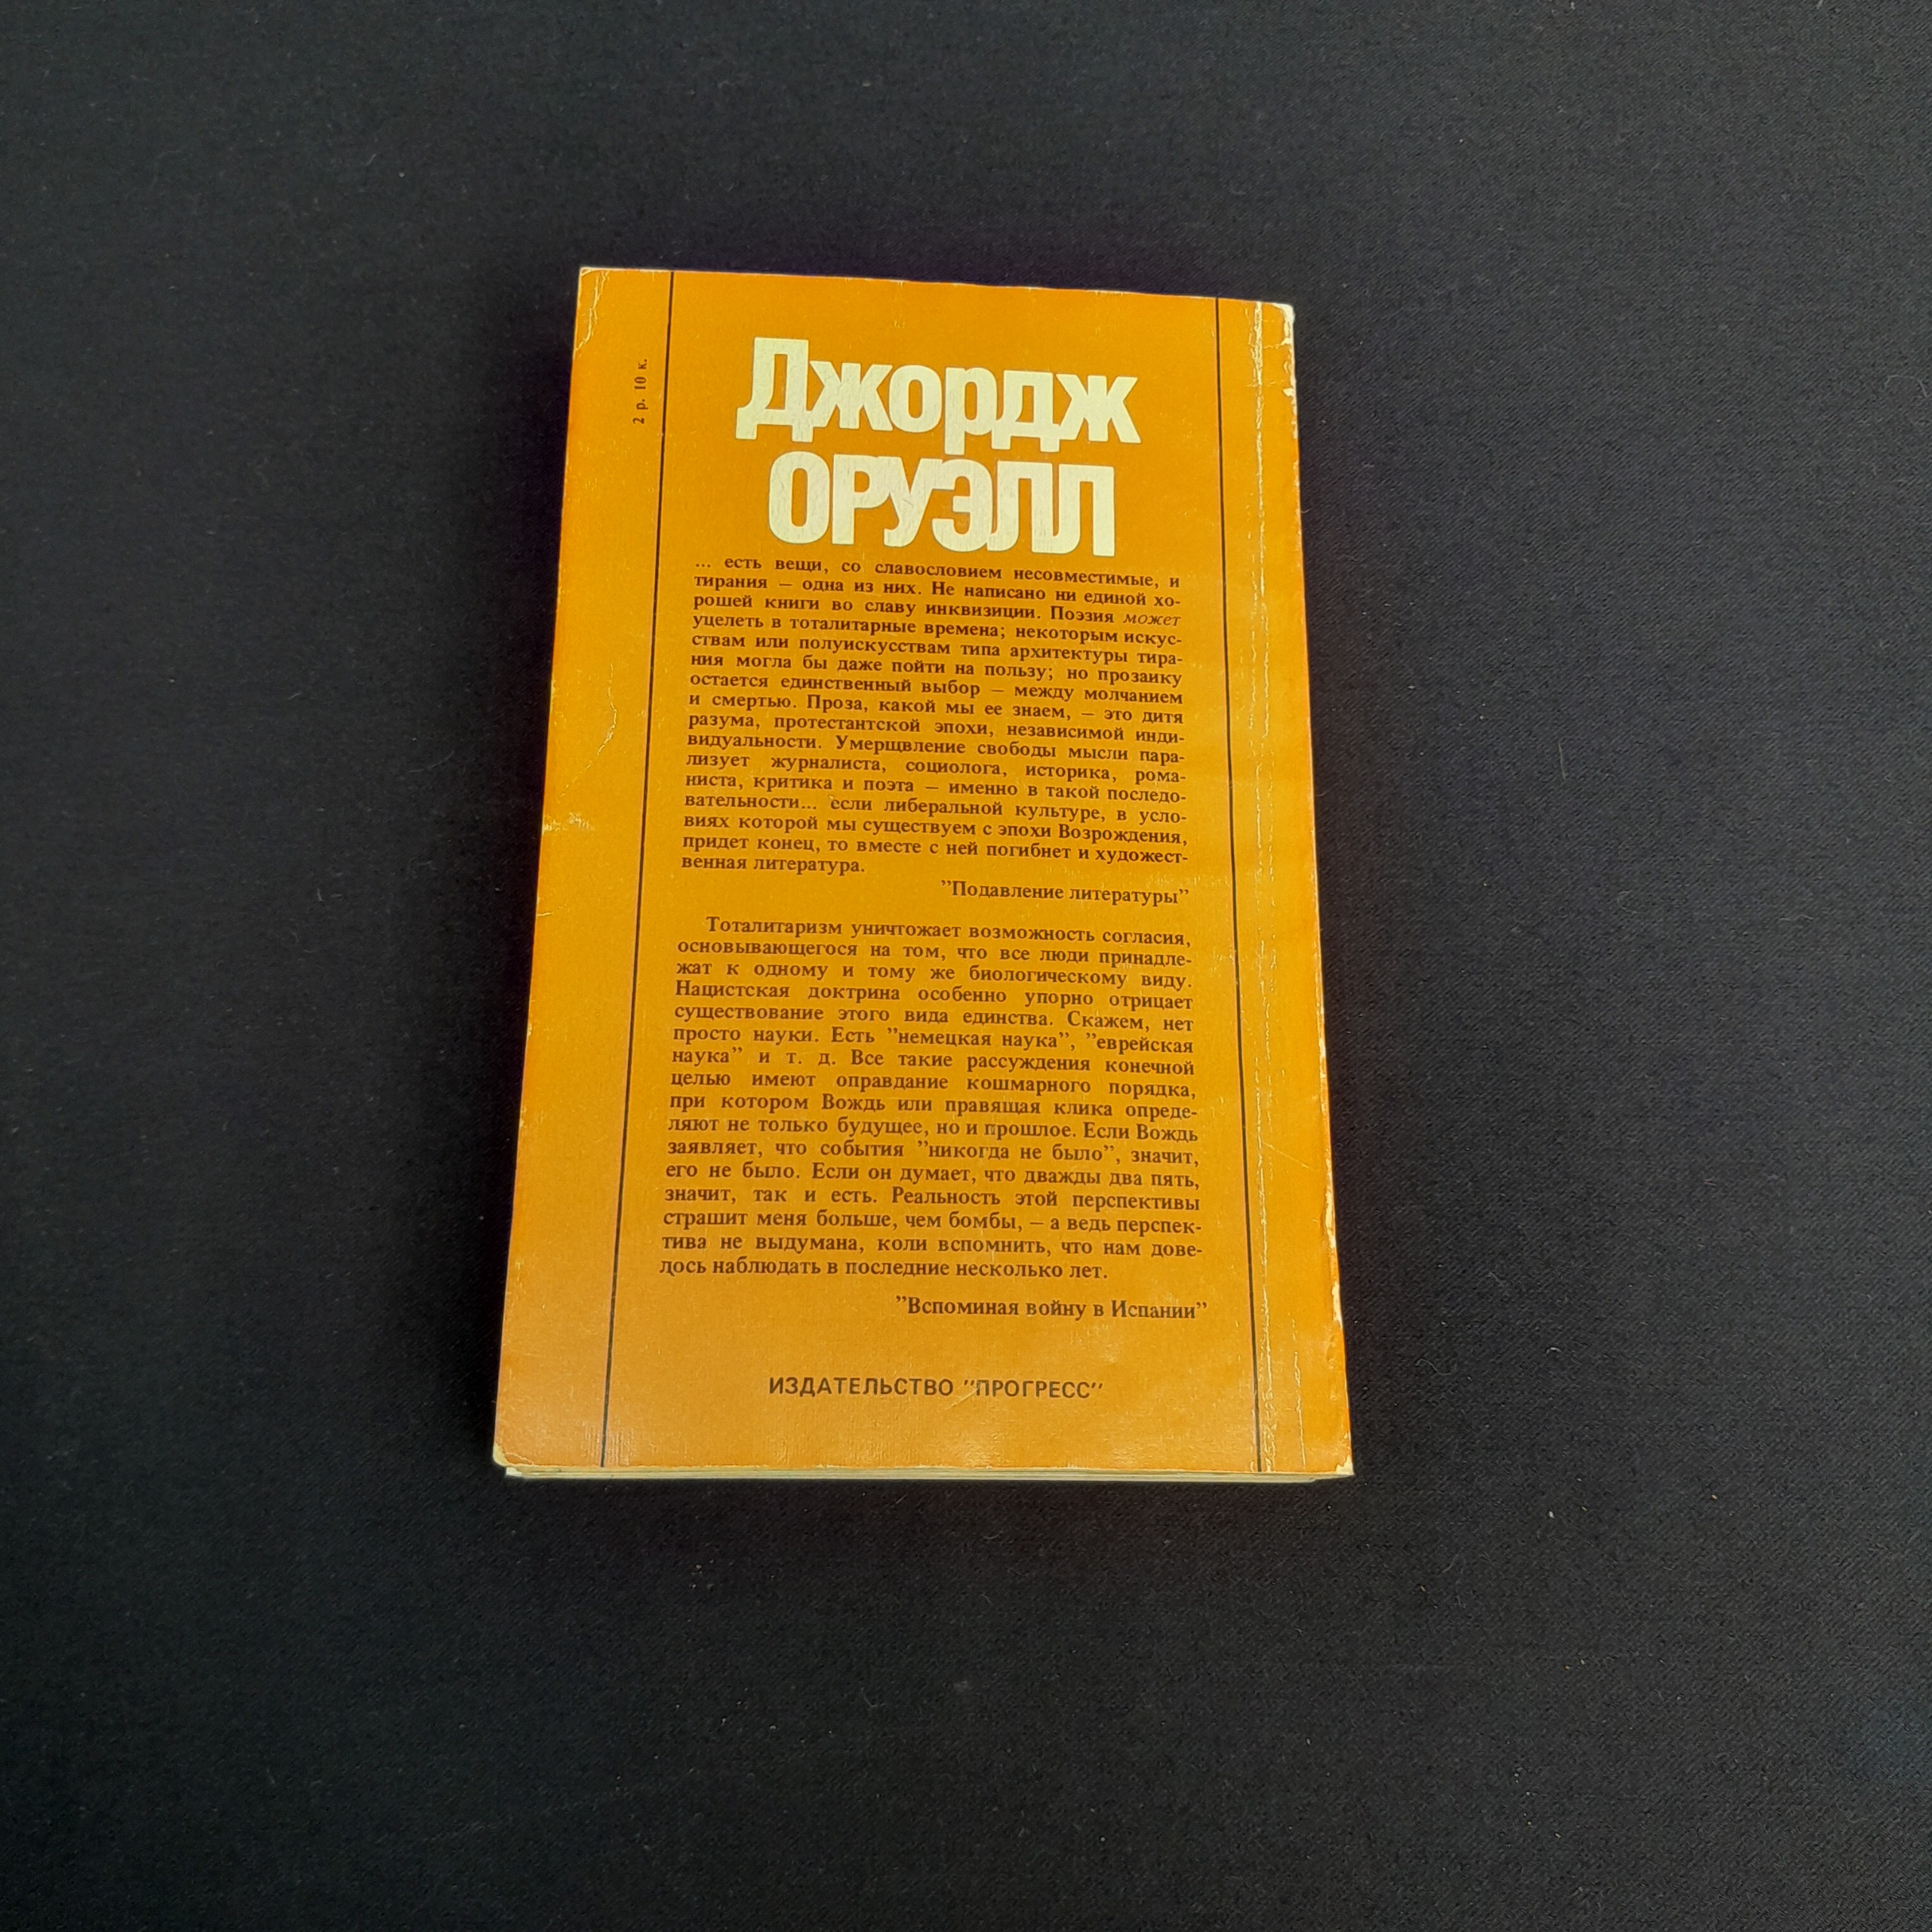 2 р. 10 к.
Джордж
ОРУЭЛЛ
... есть вещи, со славословием несовместимые, и
тирания — одна из них. Не написано ни единой хо-
рошей книги во славу инквизиции. Поэзия может
уцелеть в тоталитарные времена; некоторым искус-
ствам или полуискусствам типа архитектуры тира-
ния могла бы даже пойти на пользу; но прозаику
остается единственный выбор — между молчанием
и смертью. Проза, какой мы ее знаем, — это дитя
разума, протестантской эпохи, независимой инди-
видуальности. Умерщвление свободы мысли пара-
лизует журналиста, социолога, историка, рома-
ниста, критика и поэта — именно в такой последо-
вательности... если либеральной культуре, в усло-
виях которой мы существуем с эпохи Возрождения,
придет конец, то вместе с ней погибнет и художест-
венная литература.
”Подавление литературы”
Тоталитаризм уничтожает возможность согласия,
основывающегося на том, что все люди принадле-
жат к одному и тому же биологическому виду.
Нацистская доктрина особенно упорно отрицает
существование этого вида единства. Скажем, нет
просто науки. Есть ”немецкая наука”, ”еврейская
наука” и т. д. Все такие рассуждения конечной
целью имеют оправдание кошмарного порядка,
при котором Вождь или правящая клика опреде-
ляют не только будущее, но и прошлое. Если Вождь
заявляет, что события ”никогда не было”, значит,
его не было. Если он думает, что дважды два пять,
значит, так и есть. Реальность этой перспективы
страшит меня больше, чем бомбы, — а ведь перспек-
тива не выдумана, коли вспомнить, что нам дове-
лось наблюдать в последние несколько лет.
”Вспоминая войну в Испании”
ИЗДАТЕЛЬСТВО ”ПРОГРЕСС”